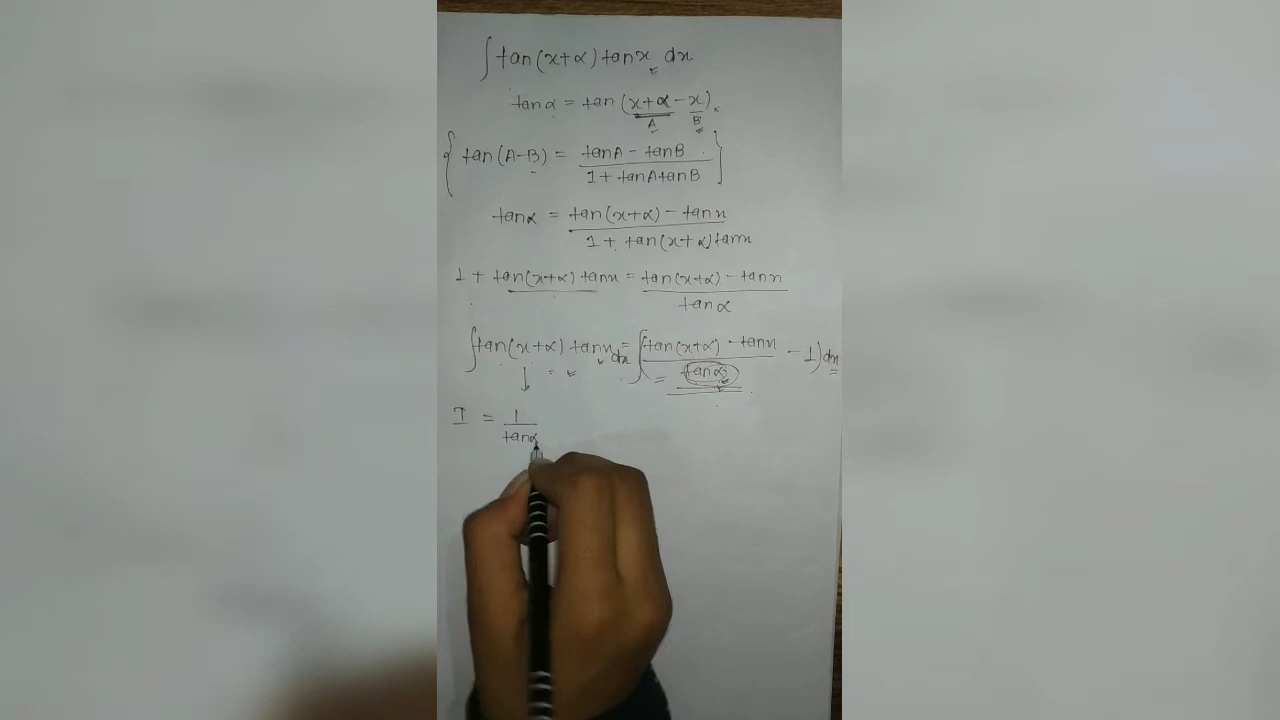 ∫ tan(x+α) tanx dx
tanα = tan (x+α - x)
A B
{ tan(A-B) = tanA - tanB / 1 + tanA tanB }
tanα = tan(x+α) - tanx / 1 + tan(x+α) tanx
1 + tan(x+α) tanx = tan(x+α) - tanx / tanα
∫ tan(x+α) tanx dx = ∫( tan(x+α) - tanx / tanα - 1) dx
I = 1 / tanα